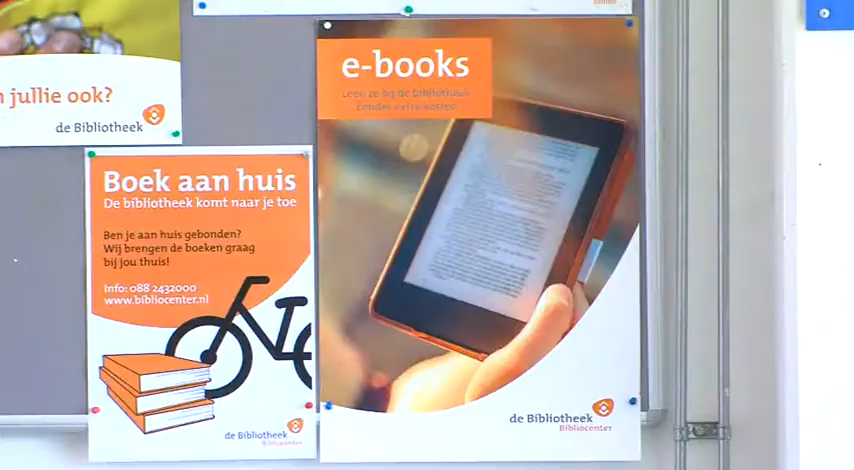 online
n jullie ook?
de Bibliotheek
Boek aan huis
De bibliotheek komt naar je toe
Ben je aan huis gebonden?
Wij brengen de boeken graag
bij jou thuis!
Info: 088 2432000
www.bibliocenter.nl
de Bibliotheek
Bibliocenter
e-books
Leen ze bij de bibliotheek
Zonder extra kosten
de Bibliotheek
Bibliocenter